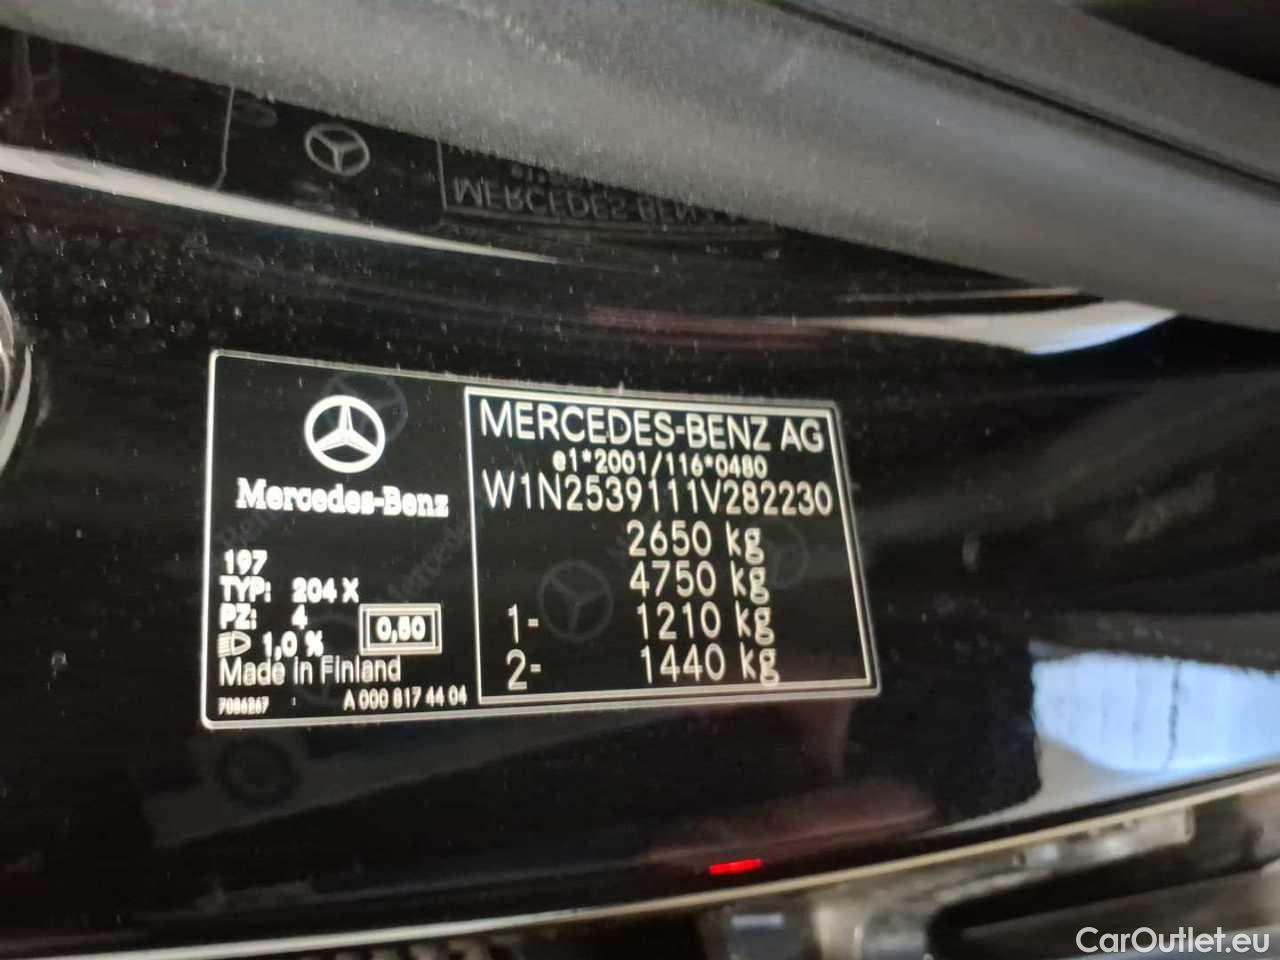 MERCEDES-BENZ
Mercedes-Benz
197
TYP: 204 X
PZ: 4
1,0 %
0,50
Made in Finland
7086267
A 000 817 44 04
MERCEDES-BENZ AG
e1*2001/116*0480
W1N2539111V282230
2650 kg
4750 kg
1- 1210 kg
2- 1440 kg
CarOutlet.eu